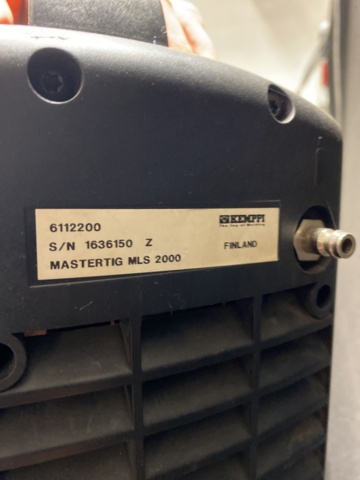 6112200
KEMPPI
The Joy of Welding
S/N 1636150 Z
FINLAND
MASTERTIG MLS 2000